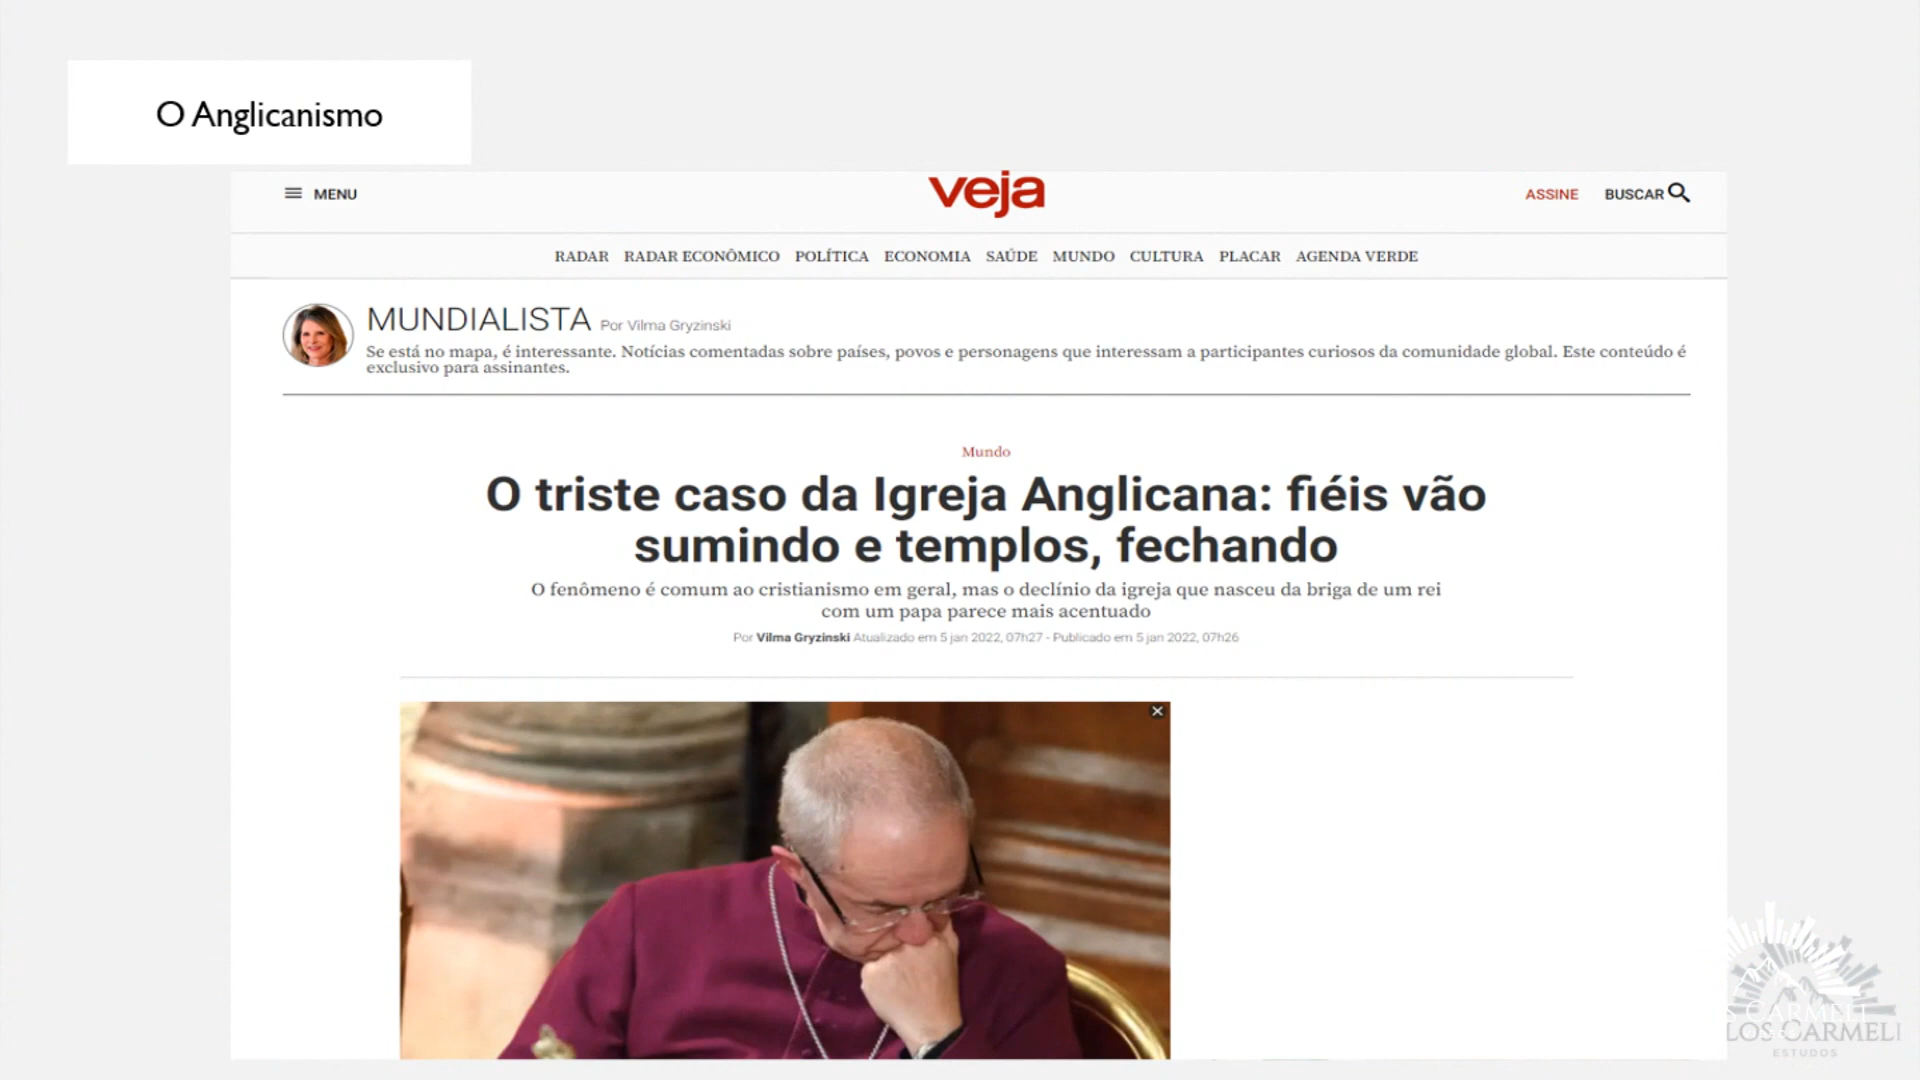 O Anglicanismo
MENU
veja
ASSINE
BUSCAR
RADAR RADAR ECONÔMICO POLÍTICA ECONOMIA SAÚDE MUNDO CULTURA PLACAR AGENDA VERDE
MUNDIALISTA Por Vilma Gryzinski
Se está no mapa, é interessante. Notícias comentadas sobre países, povos e personagens que interessam a participantes curiosos da comunidade global. Este conteúdo é
exclusivo para assinantes.
Mundo
O triste caso da Igreja Anglicana: fiéis vão
sumindo e templos, fechando
O fenômeno é comum ao cristianismo em geral, mas o declínio da igreja que nasceu da briga de um rei
com um papa parece mais acentuado
Por Vilma Gryzinski Atualizado em 5 jan 2022, 07h27 - Publicado em 5 jan 2022, 07h26
LOS CARMELI
ESTUDOS